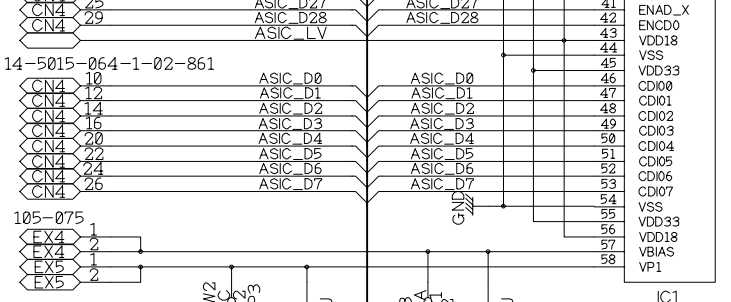 CN4 25 ASIC_D27 ASIC_D27 41 ENAD_X
CN4 29 ASIC_D28 ASIC_D28 42 ENCD0
ASIC_LV 43 VDD18
44 VSS
14-5015-064-1-02-861 45 VDD33
CN4 10 ASIC_D0 ASIC_D0 46 CDI00
CN4 12 ASIC_D1 ASIC_D1 47 CDI01
CN4 14 ASIC_D2 ASIC_D2 48 CDI02
CN4 16 ASIC_D3 ASIC_D3 49 CDI03
CN4 20 ASIC_D4 ASIC_D4 50 CDI04
CN4 22 ASIC_D5 ASIC_D5 51 CDI05
CN4 24 ASIC_D6 ASIC_D6 52 CDI06
CN4 26 ASIC_D7 ASIC_D7 53 CDI07
GND 54 VSS
105-075 55 VDD33
EX4 1 56 VDD18
EX4 2 57 VBIAS
EX5 1 58 VP1
EX5 2
IC1